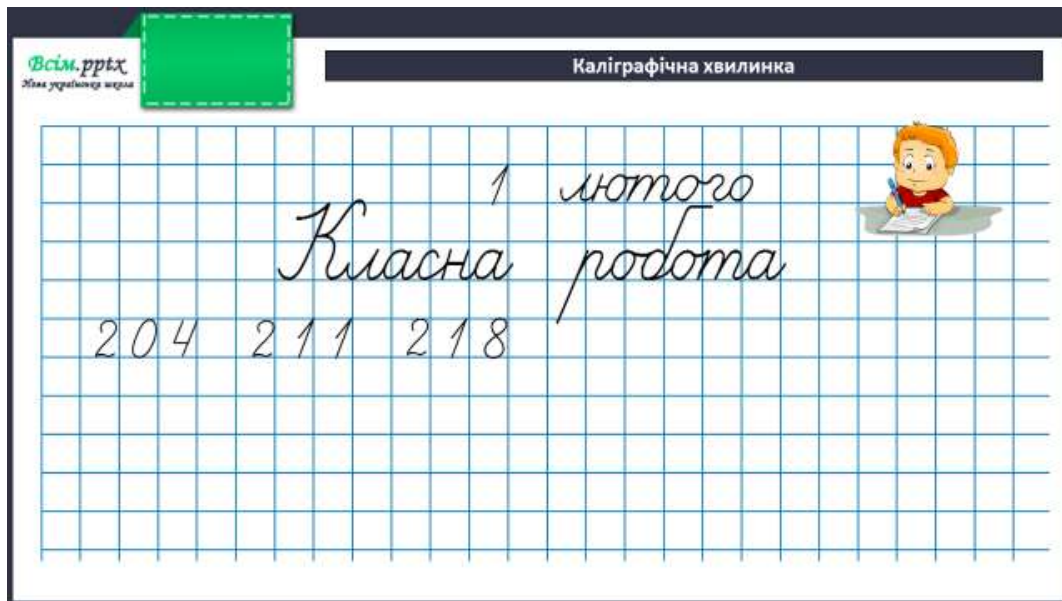 Всім.pptx
Нова українська школа
Каліграфічна хвилинка
1 лютого
Класна робота
204 211 218